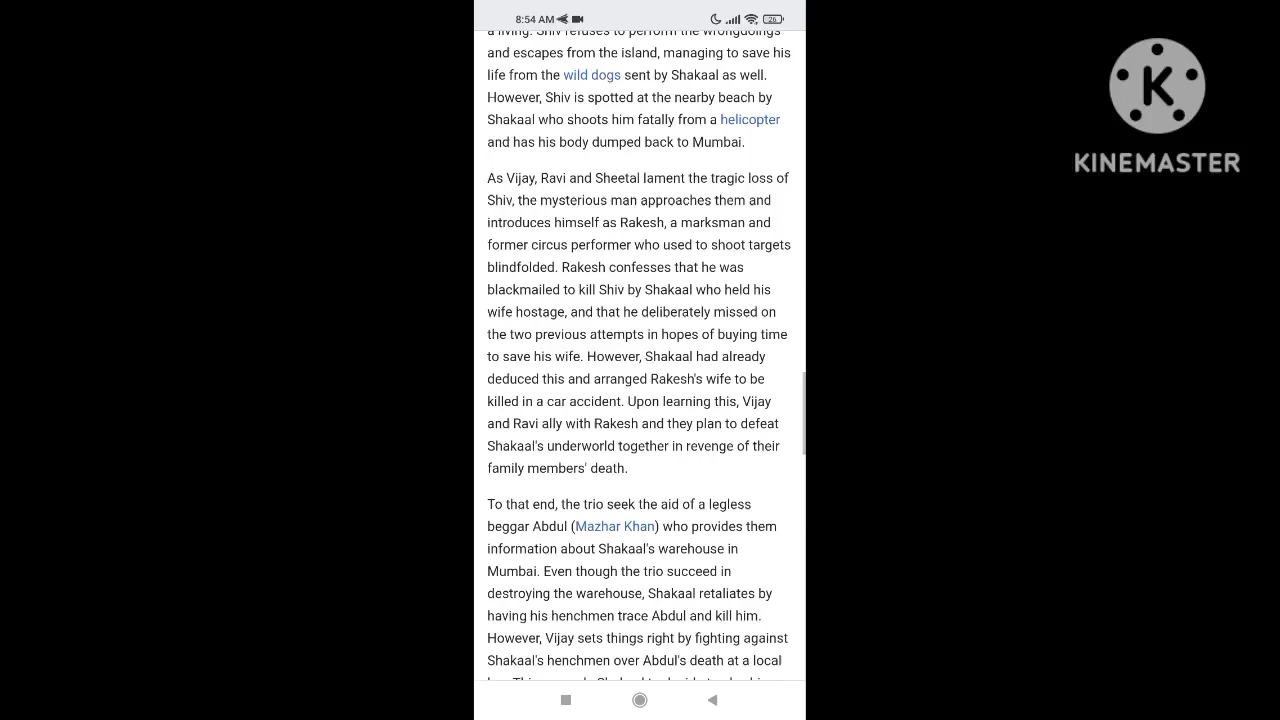 8:54 AM
26
a living. Shiv refuses to perform the wrongdoings
and escapes from the island, managing to save his
life from the wild dogs sent by Shakaal as well.
However, Shiv is spotted at the nearby beach by
Shakaal who shoots him fatally from a helicopter
and has his body dumped back to Mumbai.
As Vijay, Ravi and Sheetal lament the tragic loss of
Shiv, the mysterious man approaches them and
introduces himself as Rakesh, a marksman and
former circus performer who used to shoot targets
blindfolded. Rakesh confesses that he was
blackmailed to kill Shiv by Shakaal who held his
wife hostage, and that he deliberately missed on
the two previous attempts in hopes of buying time
to save his wife. However, Shakaal had already
deduced this and arranged Rakesh's wife to be
killed in a car accident. Upon learning this, Vijay
and Ravi ally with Rakesh and they plan to defeat
Shakaal's underworld together in revenge of their
family members' death.
To that end, the trio seek the aid of a legless
beggar Abdul (Mazhar Khan) who provides them
information about Shakaal's warehouse in
Mumbai. Even though the trio succeed in
destroying the warehouse, Shakaal retaliates by
having his henchmen trace Abdul and kill him.
However, Vijay sets things right by fighting against
Shakaal's henchmen over Abdul's death at a local
K
KINEMASTER